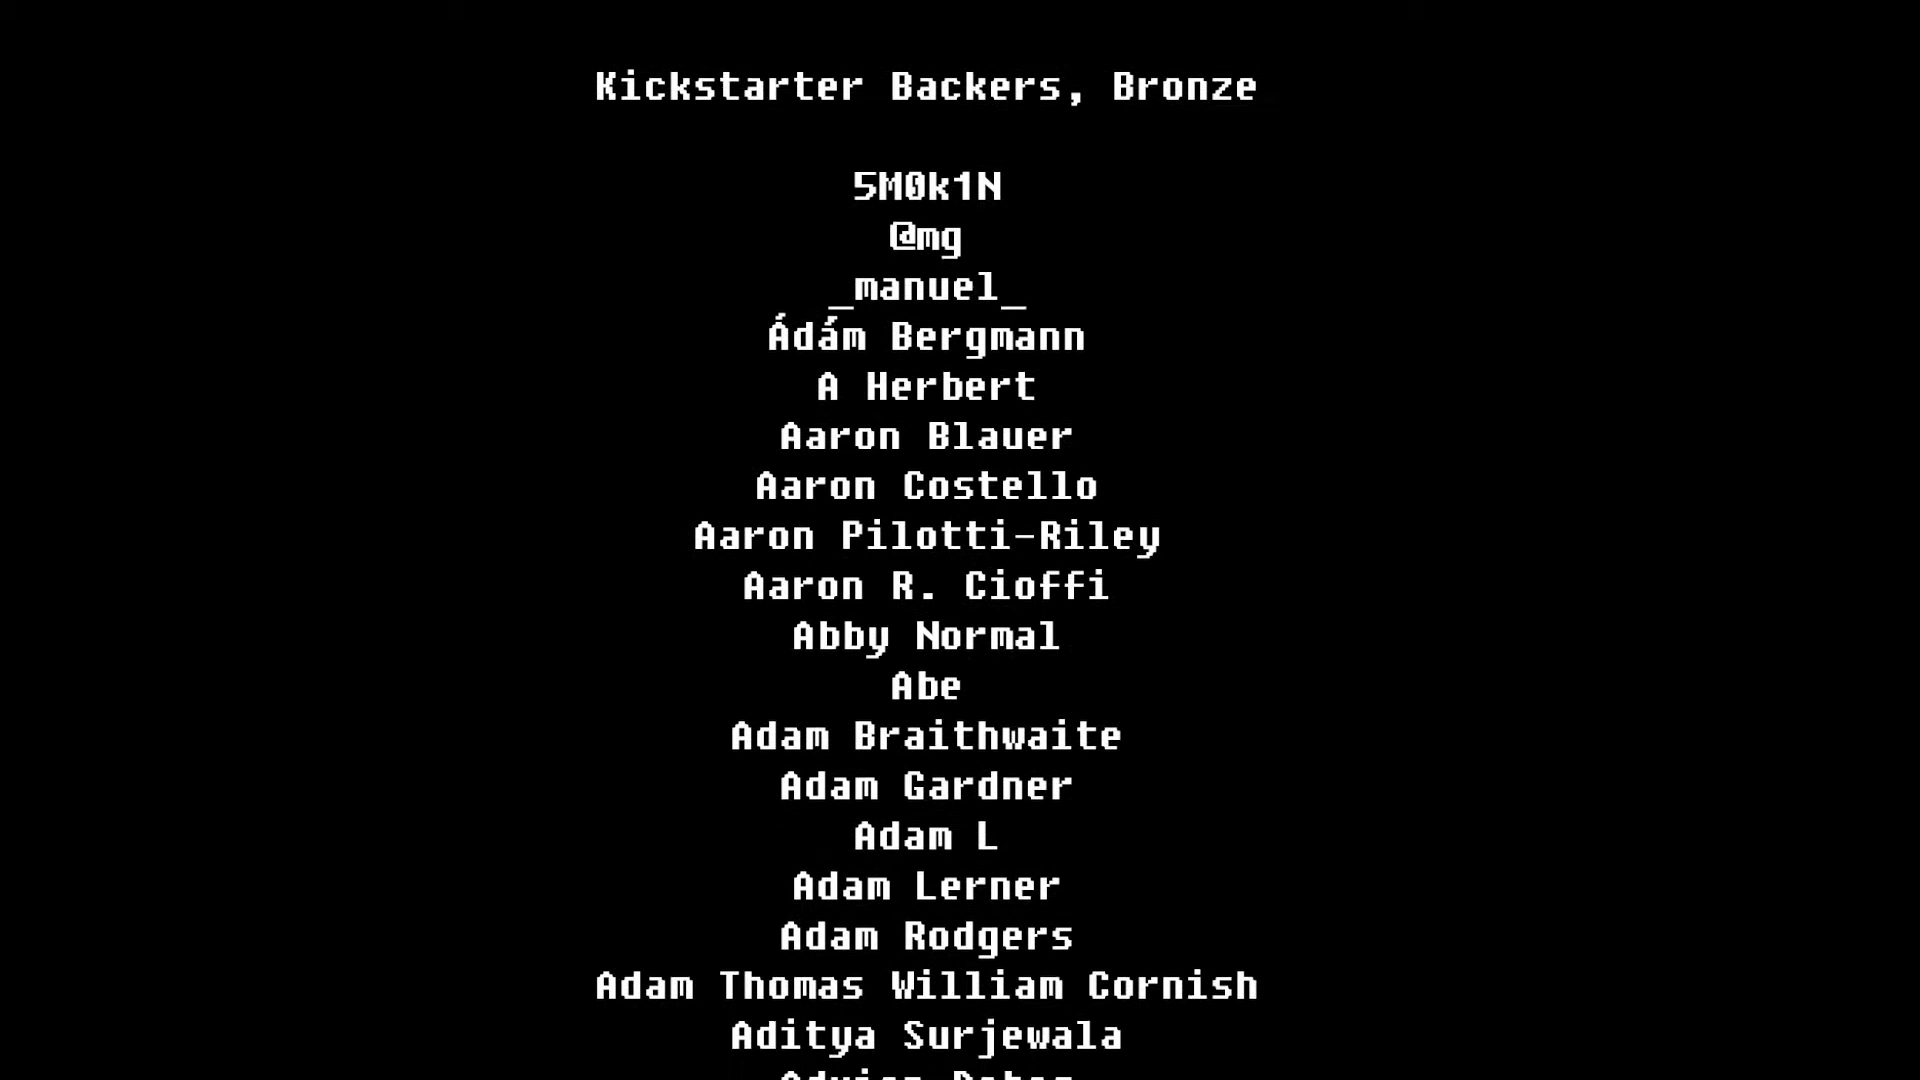 Kickstarter Backers, Bronze
5M0k1N
@mg
_manuel_
Ádám Bergmann
A Herbert
Aaron Blauer
Aaron Costello
Aaron Pilotti-Riley
Aaron R. Cioffi
Abby Normal
Abe
Adam Braithwaite
Adam Gardner
Adam L
Adam Lerner
Adam Rodgers
Adam Thomas William Cornish
Aditya Surjewala